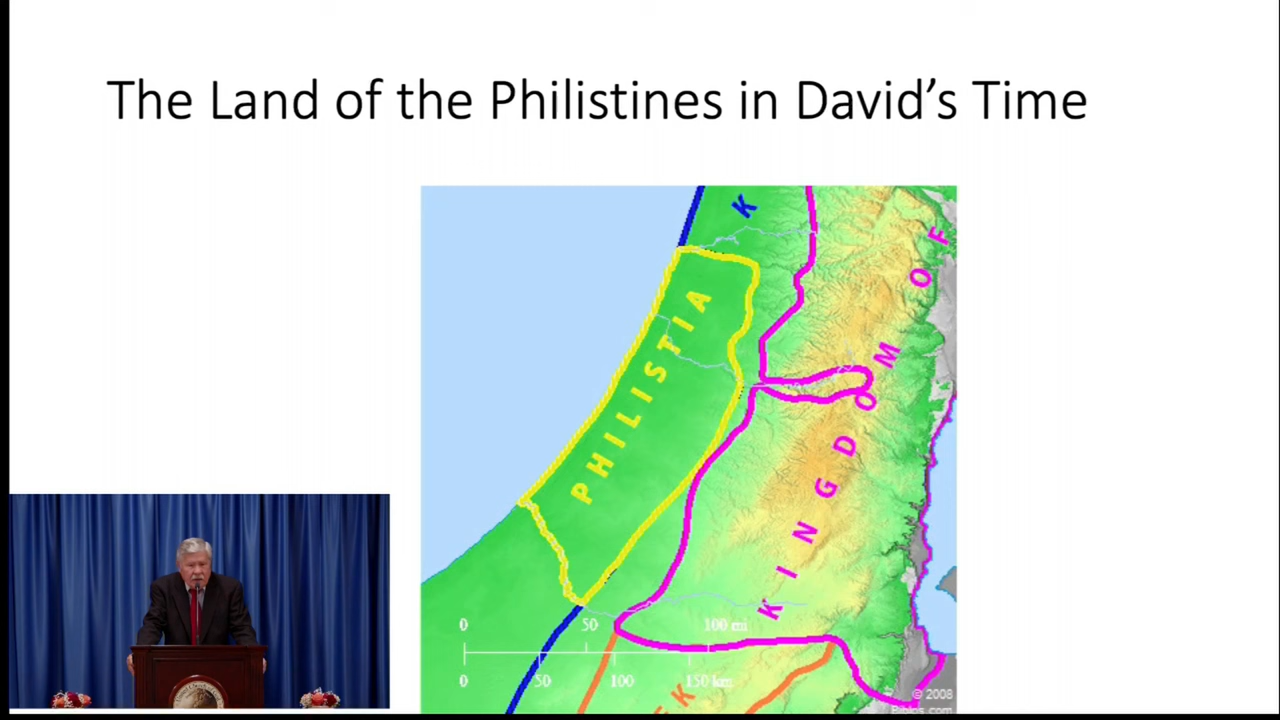 The Land of the Philistines in David's Time
K
PHILISTIA
KINGDOM OF
0 50 100 mi
0 50 100 150 km
EK
© 2008